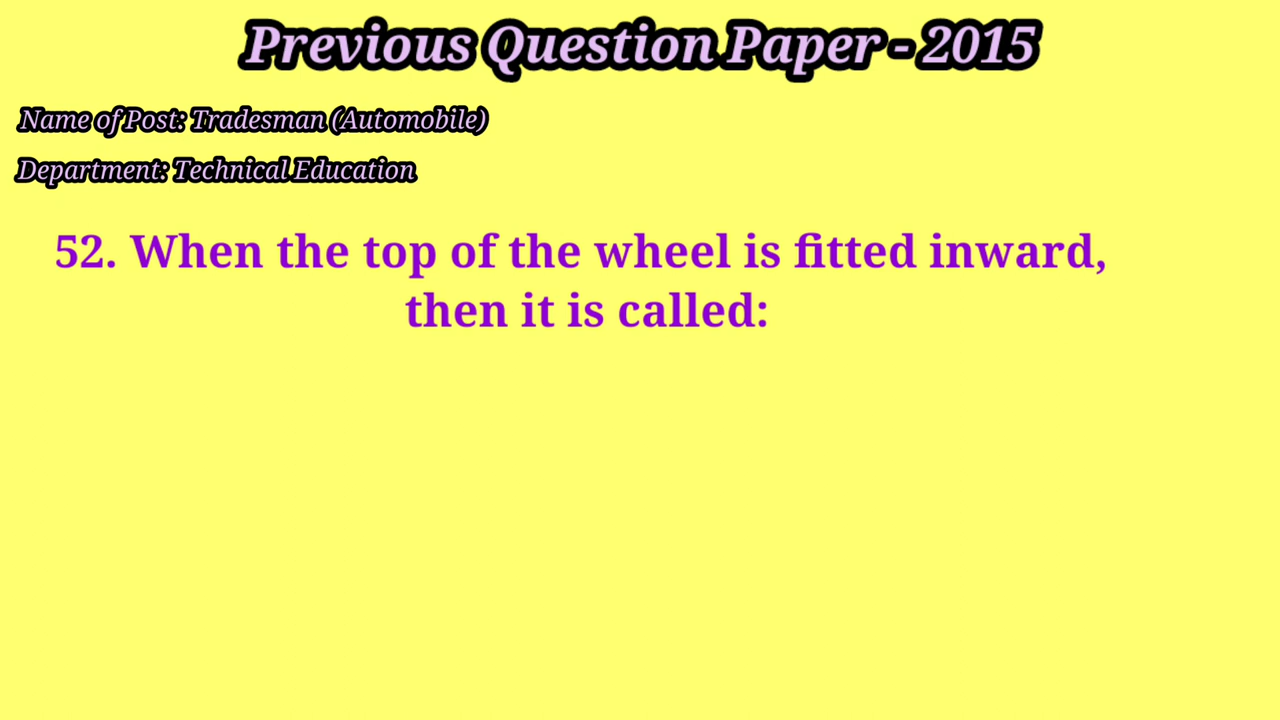 Previous Question Paper - 2015
Name of Post: Tradesman (Automobile)
Department: Technical Education
52. When the top of the wheel is fitted inward,
then it is called: